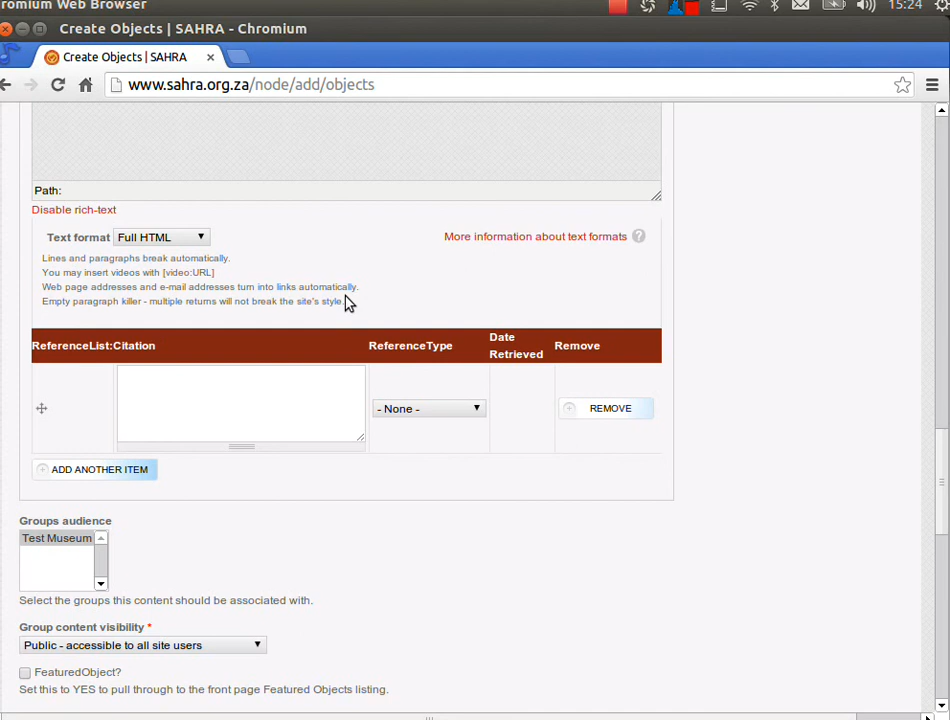 romium Web Browser
15:24
Create Objects | SAHRA - Chromium
Create Objects | SAHRA
www.sahra.org.za/node/add/objects
Path:
Disable rich-text
Text format Full HTML
More information about text formats ?
Lines and paragraphs break automatically.
You may insert videos with [video:URL]
Web page addresses and e-mail addresses turn into links automatically.
Empty paragraph killer - multiple returns will not break the site's style.
ReferenceList:Citation ReferenceType Date Retrieved Remove
- None -
REMOVE
ADD ANOTHER ITEM
Groups audience
Test Museum
Select the groups this content should be associated with.
Group content visibility *
Public - accessible to all site users
FeaturedObject?
Set this to YES to pull through to the front page Featured Objects listing.